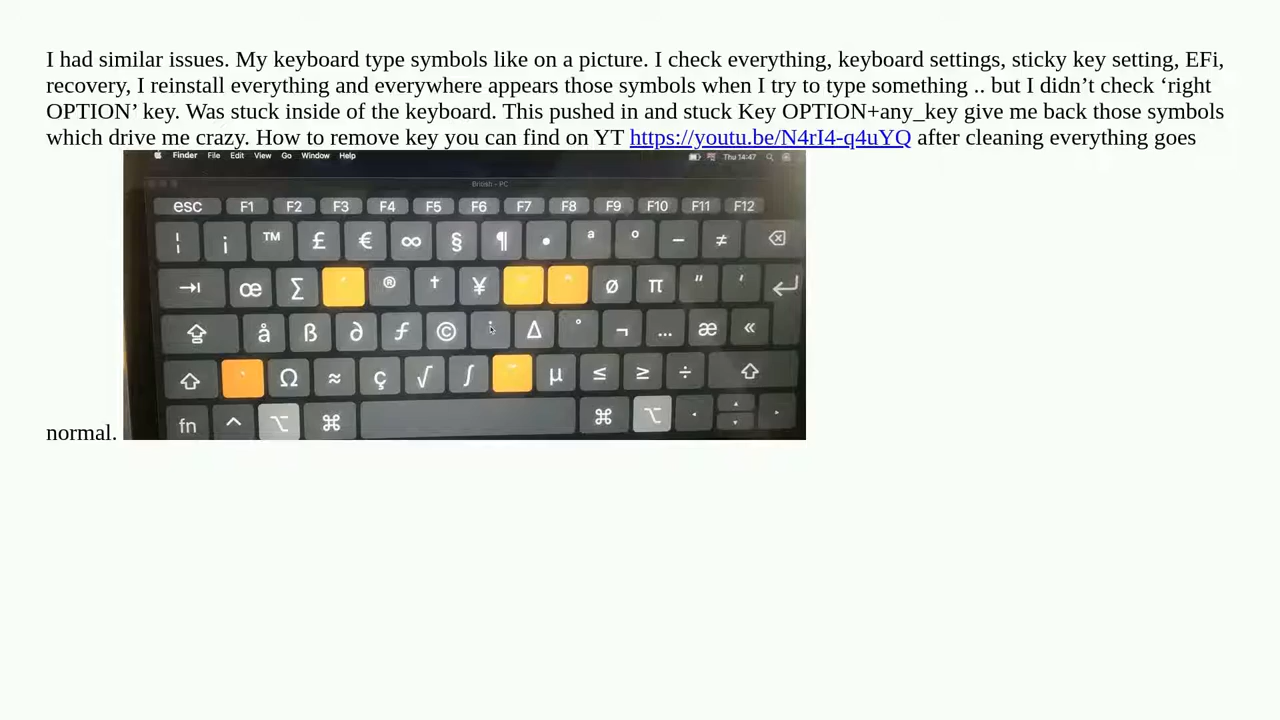 I had similar issues. My keyboard type symbols like on a picture. I check everything, keyboard settings, sticky key setting, EFi,
recovery, I reinstall everything and everywhere appears those symbols when I try to type something .. but I didn’t check ‘right
OPTION’ key. Was stuck inside of the keyboard. This pushed in and stuck Key OPTION+any_key give me back those symbols
which drive me crazy. How to remove key you can find on YT https://youtu.be/N4rI4-q4uYQ after cleaning everything goes
Finder File Edit View Go Window Help Thu 14:47
British - PC
esc F1 F2 F3 F4 F5 F6 F7 F8 F9 F10 F11 F12
¦ ¡ ™ £ € ∞ § ¶ • ª º – ≠
œ ∑ ® † ¥ ø π “ ‘
å ß ∂ ƒ © ˙ ∆ ˚ ¬ … æ «
Ω ≈ ç √ ∫ µ ≤ ≥ ÷
fn ^ ⌥ ⌘ ⌘ ⌥
normal.